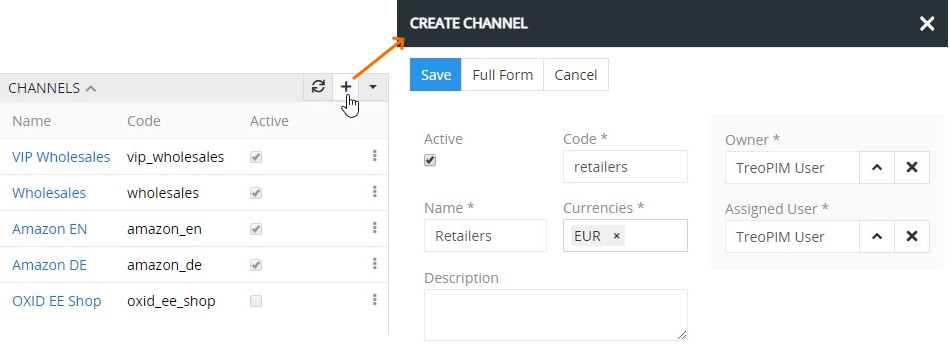 CREATE CHANNEL
Save Full Form Cancel
CHANNELS
Name Code Active
VIP Wholesales vip_wholesales
Wholesales wholesales
Amazon EN amazon_en
Amazon DE amazon_de
OXID EE Shop oxid_ee_shop
Active Code *
retailers
Name * Currencies *
Retailers EUR ×
Description
Owner *
TreoPIM User
Assigned User *
TreoPIM User